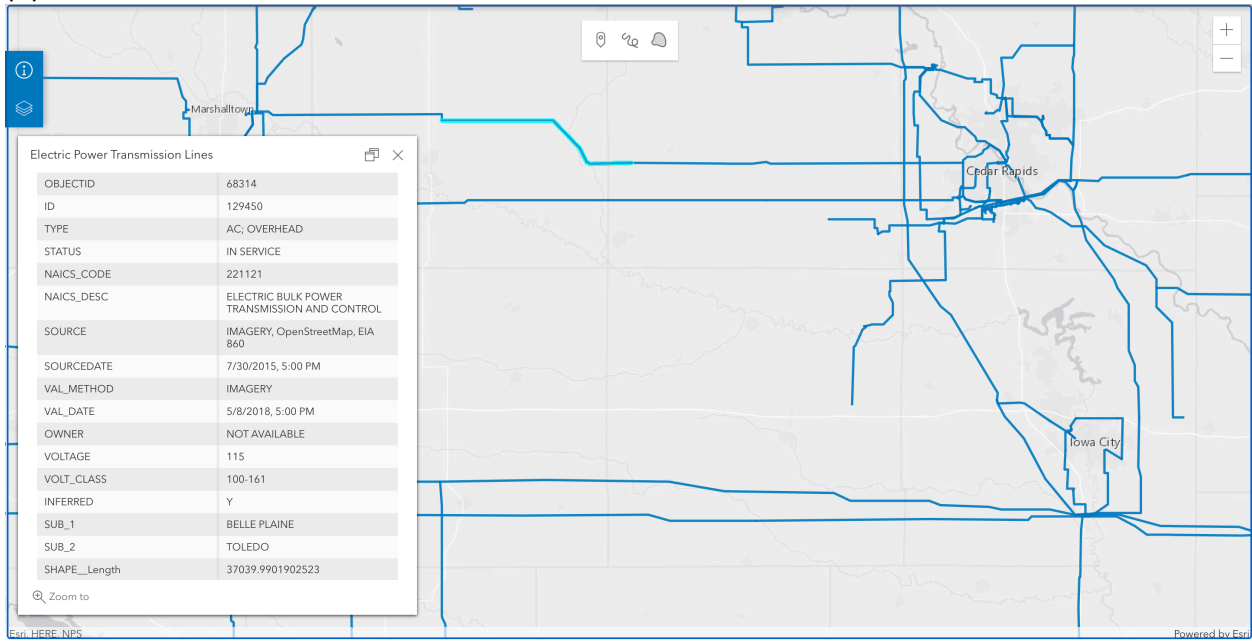 Marshalltown
Electric Power Transmission Lines
OBJECTID 68314
ID 129450
TYPE AC; OVERHEAD
STATUS IN SERVICE
NAICS_CODE 221121
NAICS_DESC ELECTRIC BULK POWER
TRANSMISSION AND CONTROL
SOURCE IMAGERY, OpenStreetMap, EIA
860
SOURCEDATE 7/30/2015, 5:00 PM
VAL_METHOD IMAGERY
VAL_DATE 5/8/2018, 5:00 PM
OWNER NOT AVAILABLE
VOLTAGE 115
VOLT_CLASS 100-161
INFERRED Y
SUB_1 BELLE PLAINE
SUB_2 TOLEDO
SHAPE__Length 37039.9901902523
Zoom to
Cedar Rapids
Iowa City
Esri, HERE, NPS
Powered by Esri